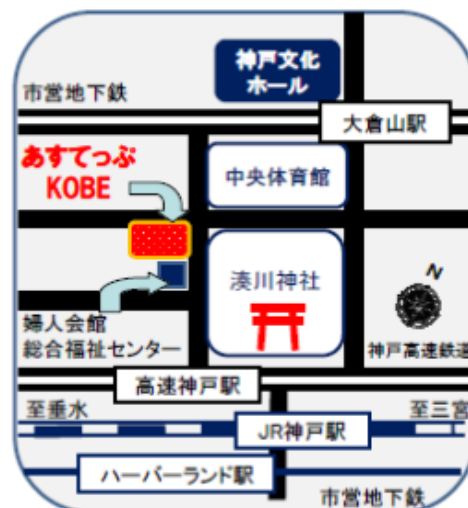 神戸文化
ホール
市営地下鉄
大倉山駅
あすてっぷ
KOBE
中央体育館
湊川神社
N
婦人会館
総合福祉センター
神戸高速鉄道
高速神戸駅
至垂水
至三宮
JR神戸駅
ハーバーランド駅
市営地下鉄